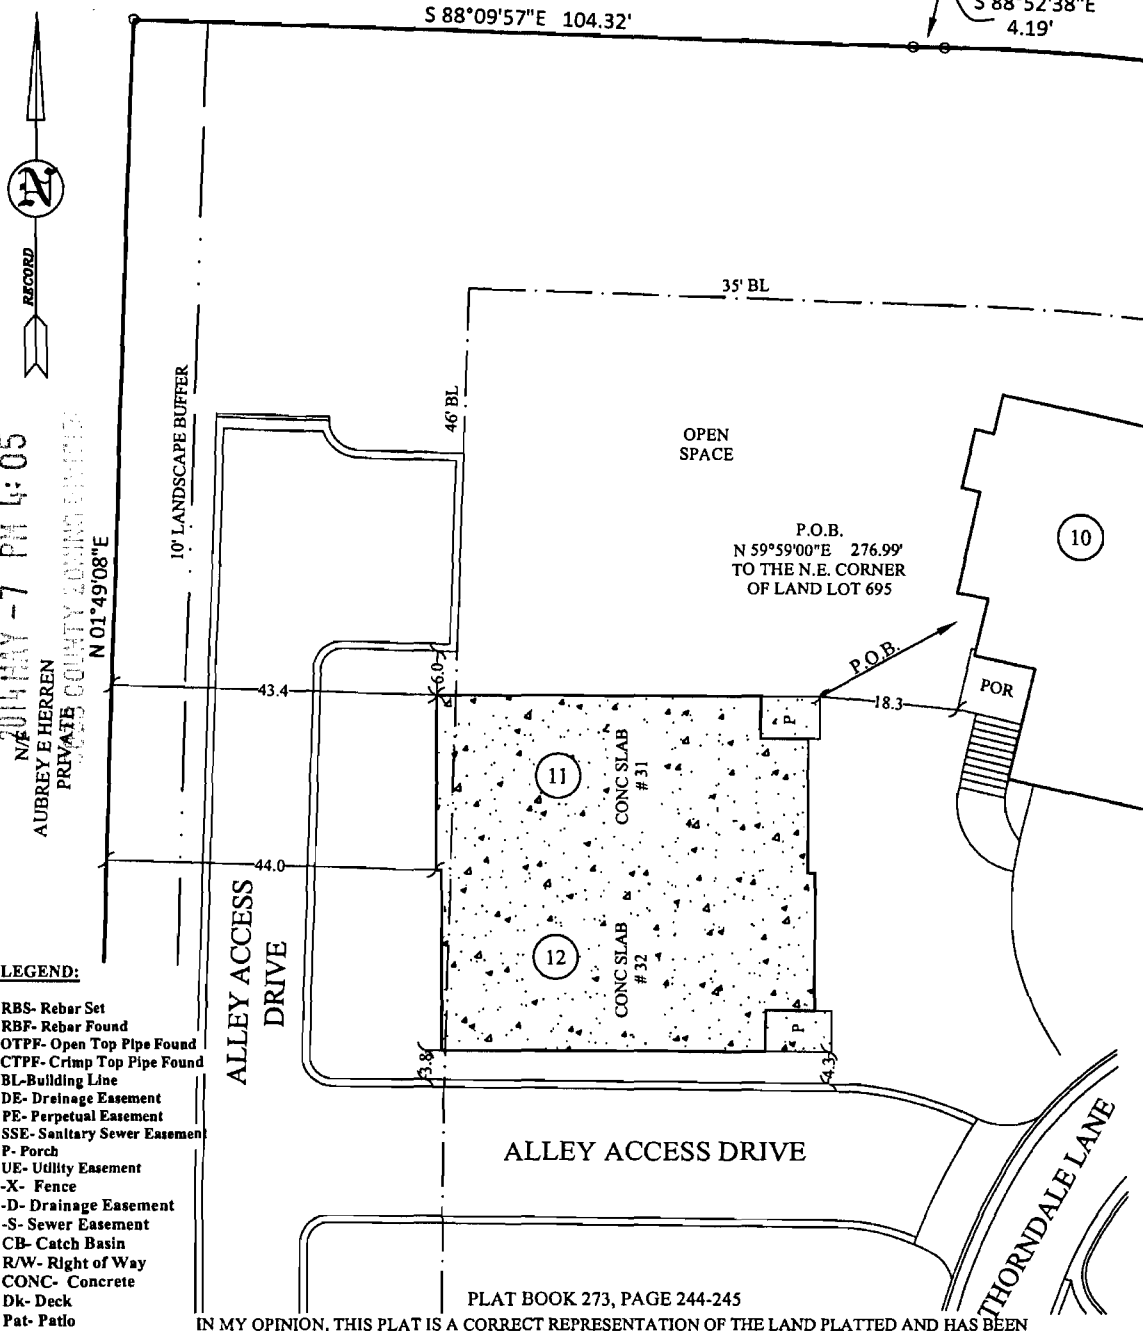 S 88°09'57"E 104.32'
S 88°52'38"E
4.19'
RECORD
35' BL
46' BL
10' LANDSCAPE BUFFER
OPEN
SPACE
P.O.B.
N 59°59'00"E 276.99'
TO THE N.E. CORNER
OF LAND LOT 695
10
N 01°49'08"E
2014 MAY -7 PM 4:05
N/F
AUBREY E HERREN
PRIVATE
P.O.B.
POR
6.0
43.4
18.3
P
11
CONC SLAB
# 31
44.0
12
CONC SLAB
# 32
P
3.8
4.3
ALLEY ACCESS
DRIVE
ALLEY ACCESS DRIVE
THORNDALE LANE
LEGEND:
RBS- Rebar Set
RBF- Rebar Found
OTPF- Open Top Pipe Found
CTPF- Crimp Top Pipe Found
BL-Building Line
DE- Dreinage Easement
PE- Perpetual Easement
SSE- Sanitary Sewer Easement
P- Porch
UE- Utility Easement
-X- Fence
-D- Drainage Easement
-S- Sewer Easement
CB- Catch Basin
R/W- Right of Way
CONC- Concrete
Dk- Deck
Pat- Patio
PLAT BOOK 273, PAGE 244-245
IN MY OPINION, THIS PLAT IS A CORRECT REPRESENTATION OF THE LAND PLATTED AND HAS BEEN